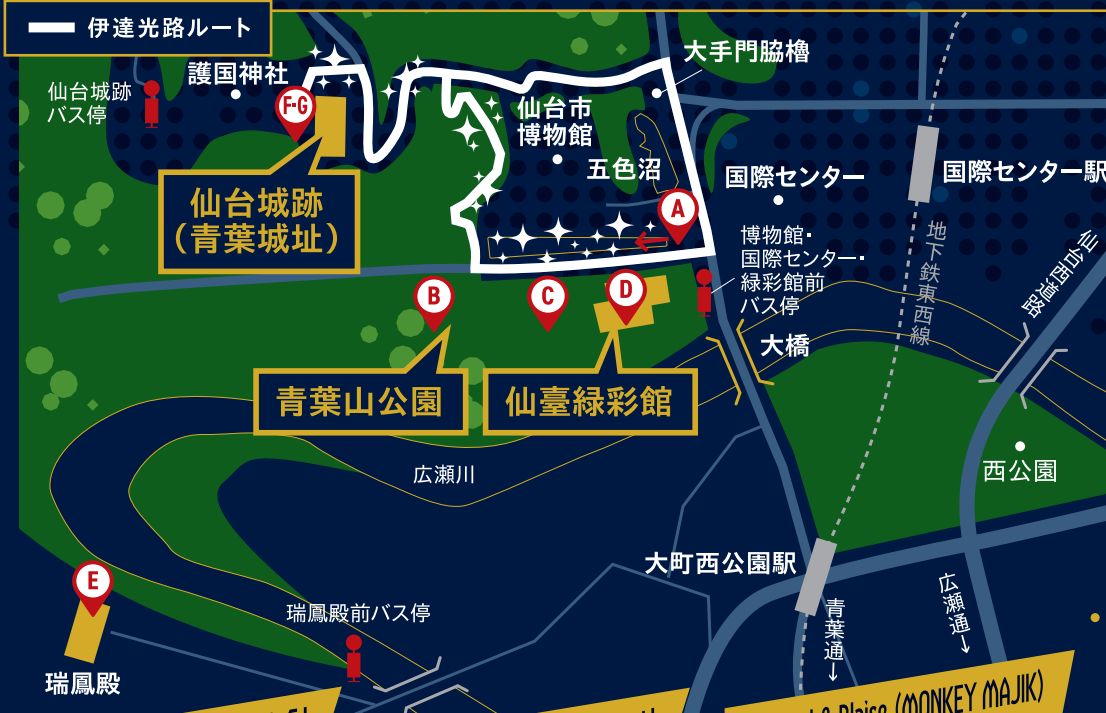 伊達光路ルート
大手門脇櫓
護国神社
仙台城跡
バス停
F-G
仙台市
博物館
五色沼
国際センター
国際センター駅
仙台城跡
(青葉城址)
A
博物館・
国際センター・
緑彩館前
バス停
地下鉄東西線
仙台西道路
B
C
D
大橋
青葉山公園
仙臺緑彩館
広瀬川
西公園
大町西公園駅
E
瑞鳳殿前バス停
青葉通→
広瀬通→
瑞鳳殿
Blaise (MONKEY MAJIK)